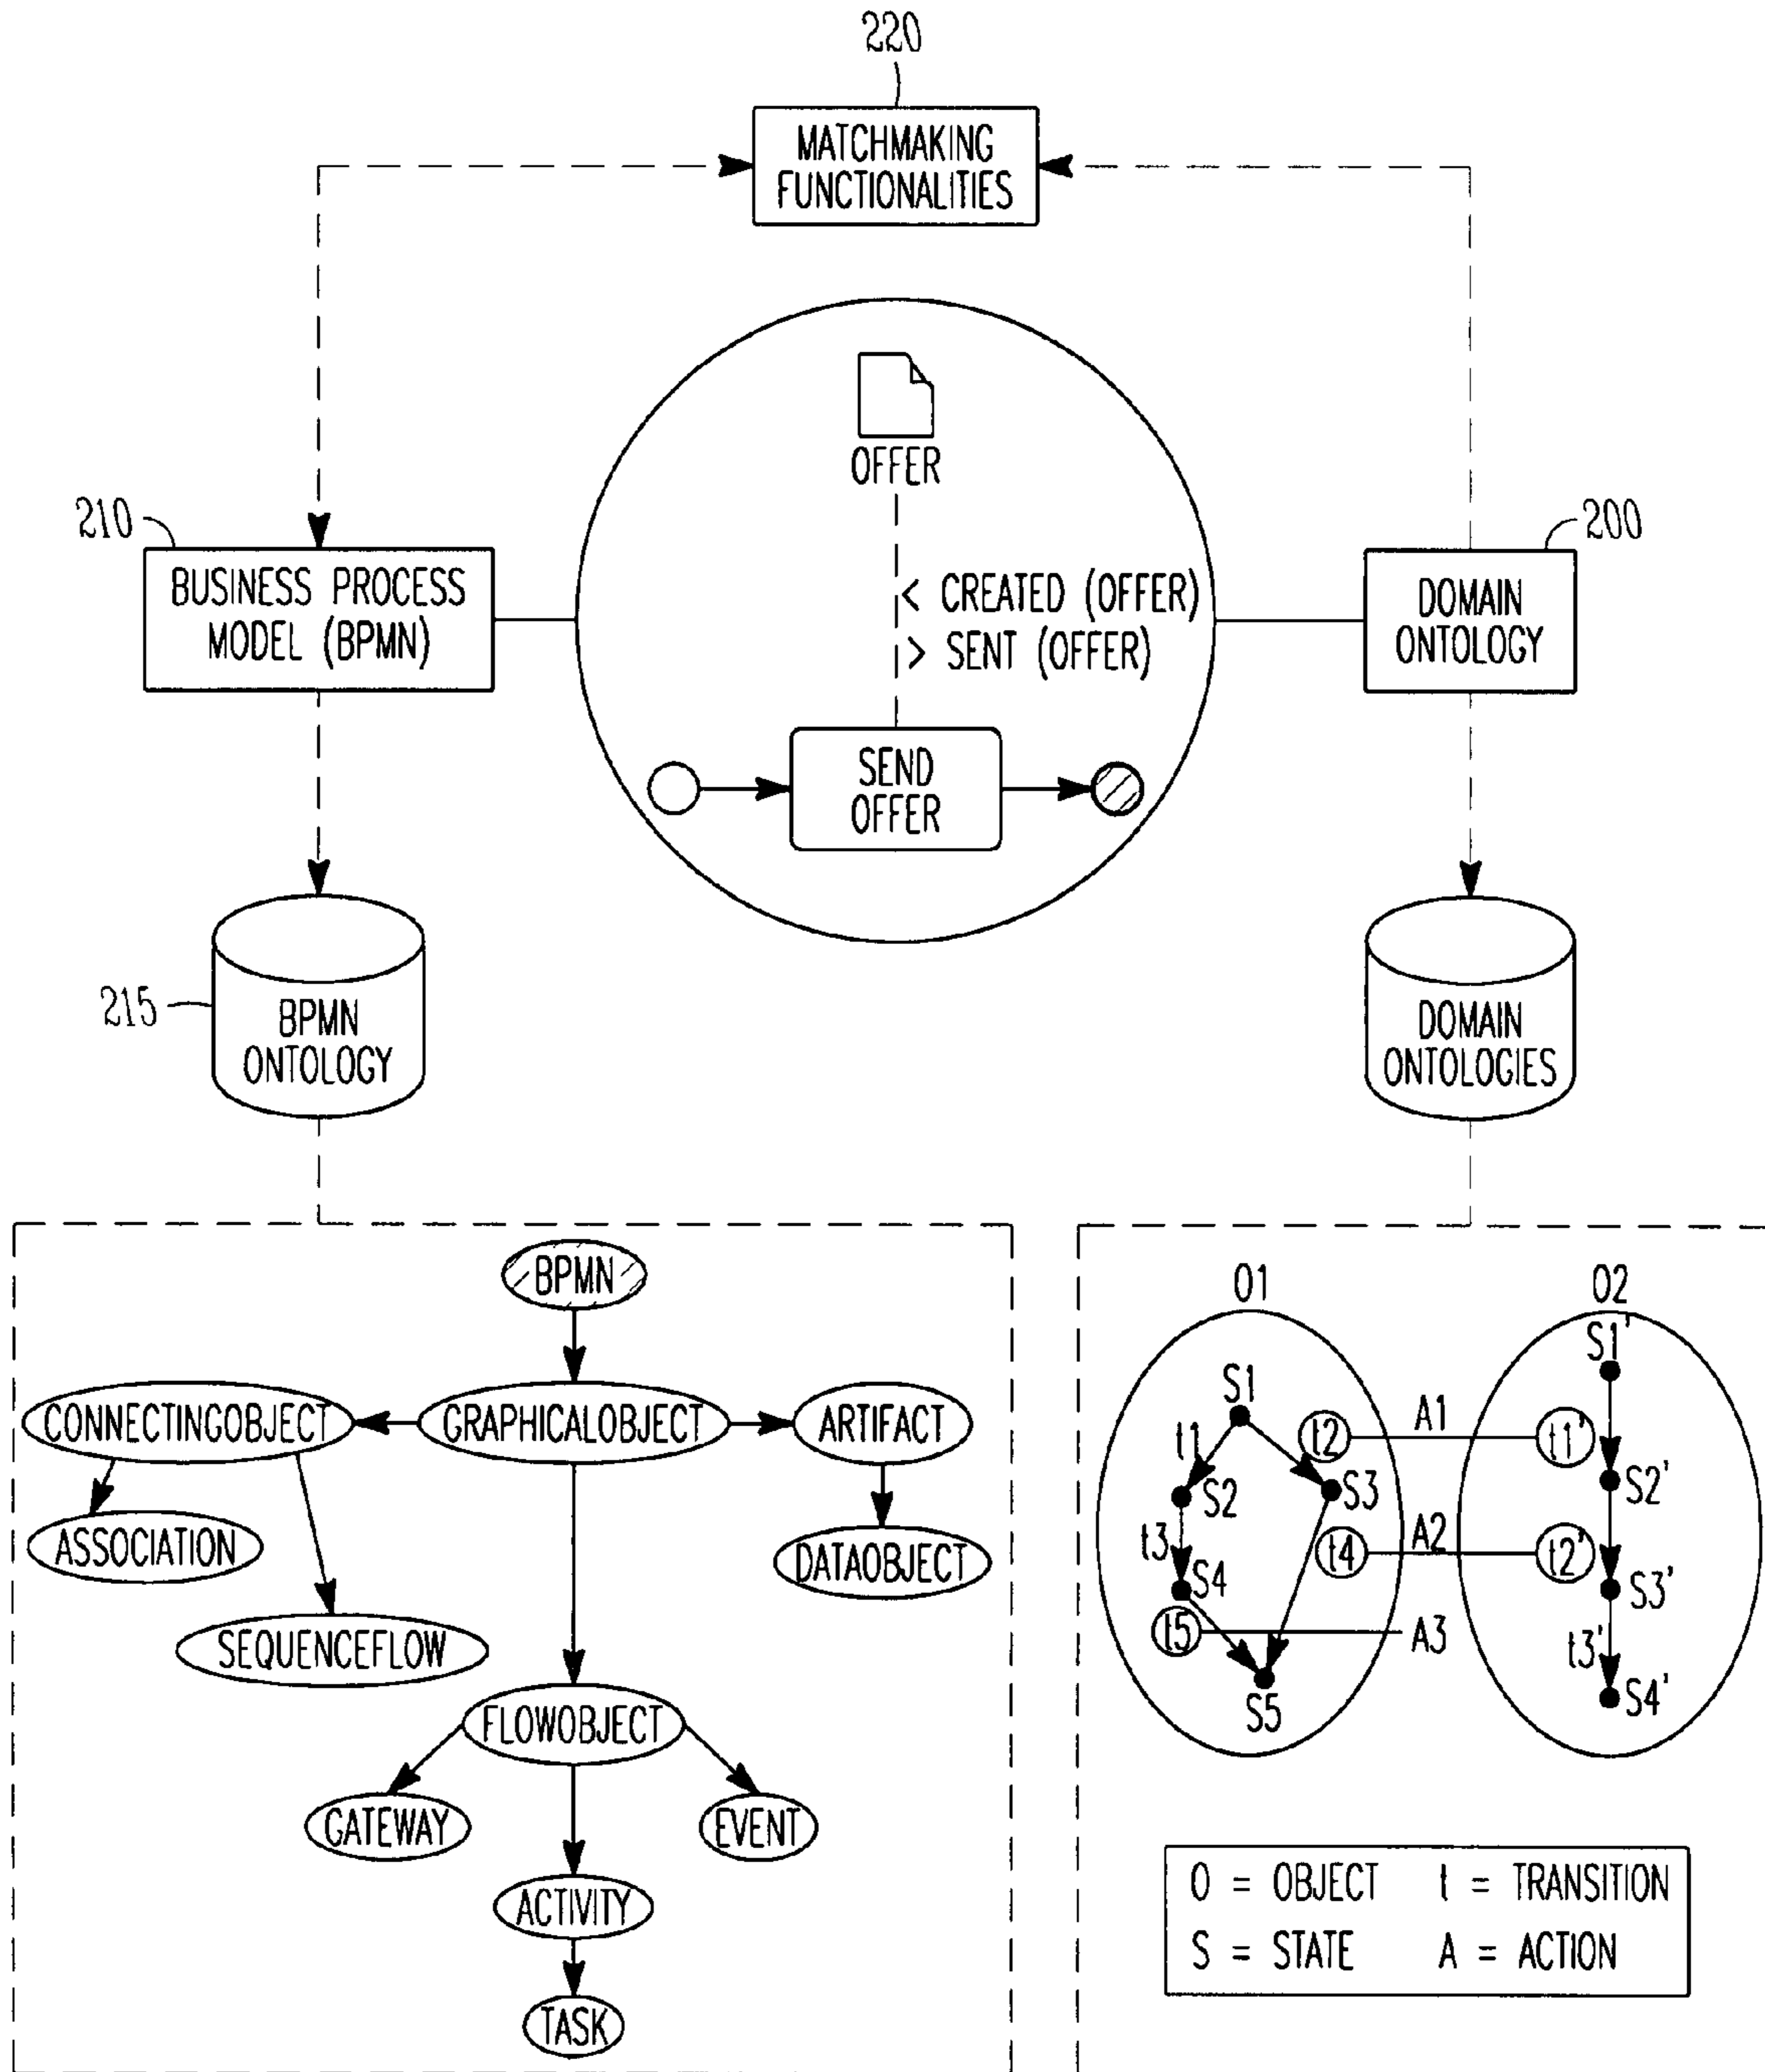 220
MATCHMAKING
FUNCTIONALITIES
OFFER
210
200
< CREATED (OFFER)
> SENT (OFFER)
BUSINESS PROCESS
MODEL (BPMN)
DOMAIN
ONTOLOGY
SEND
OFFER
215
BPMN
ONTOLOGY
DOMAIN
ONTOLOGIES
BPMN
CONNECTINGOBJECT
GRAPHICALOBJECT
ARTIFACT
ASSOCIATION
DATAOBJECT
SEQUENCEFLOW
FLOWOBJECT
GATEWAY
EVENT
ACTIVITY
TASK
O1
O2
S1'
S1
t1
t2
A1
t1'
S2
S3
S2'
t3
t4
A2
t2'
S4
S3'
t5
A3
t3'
S5
S4'
O = OBJECT t = TRANSITION
S = STATE A = ACTION